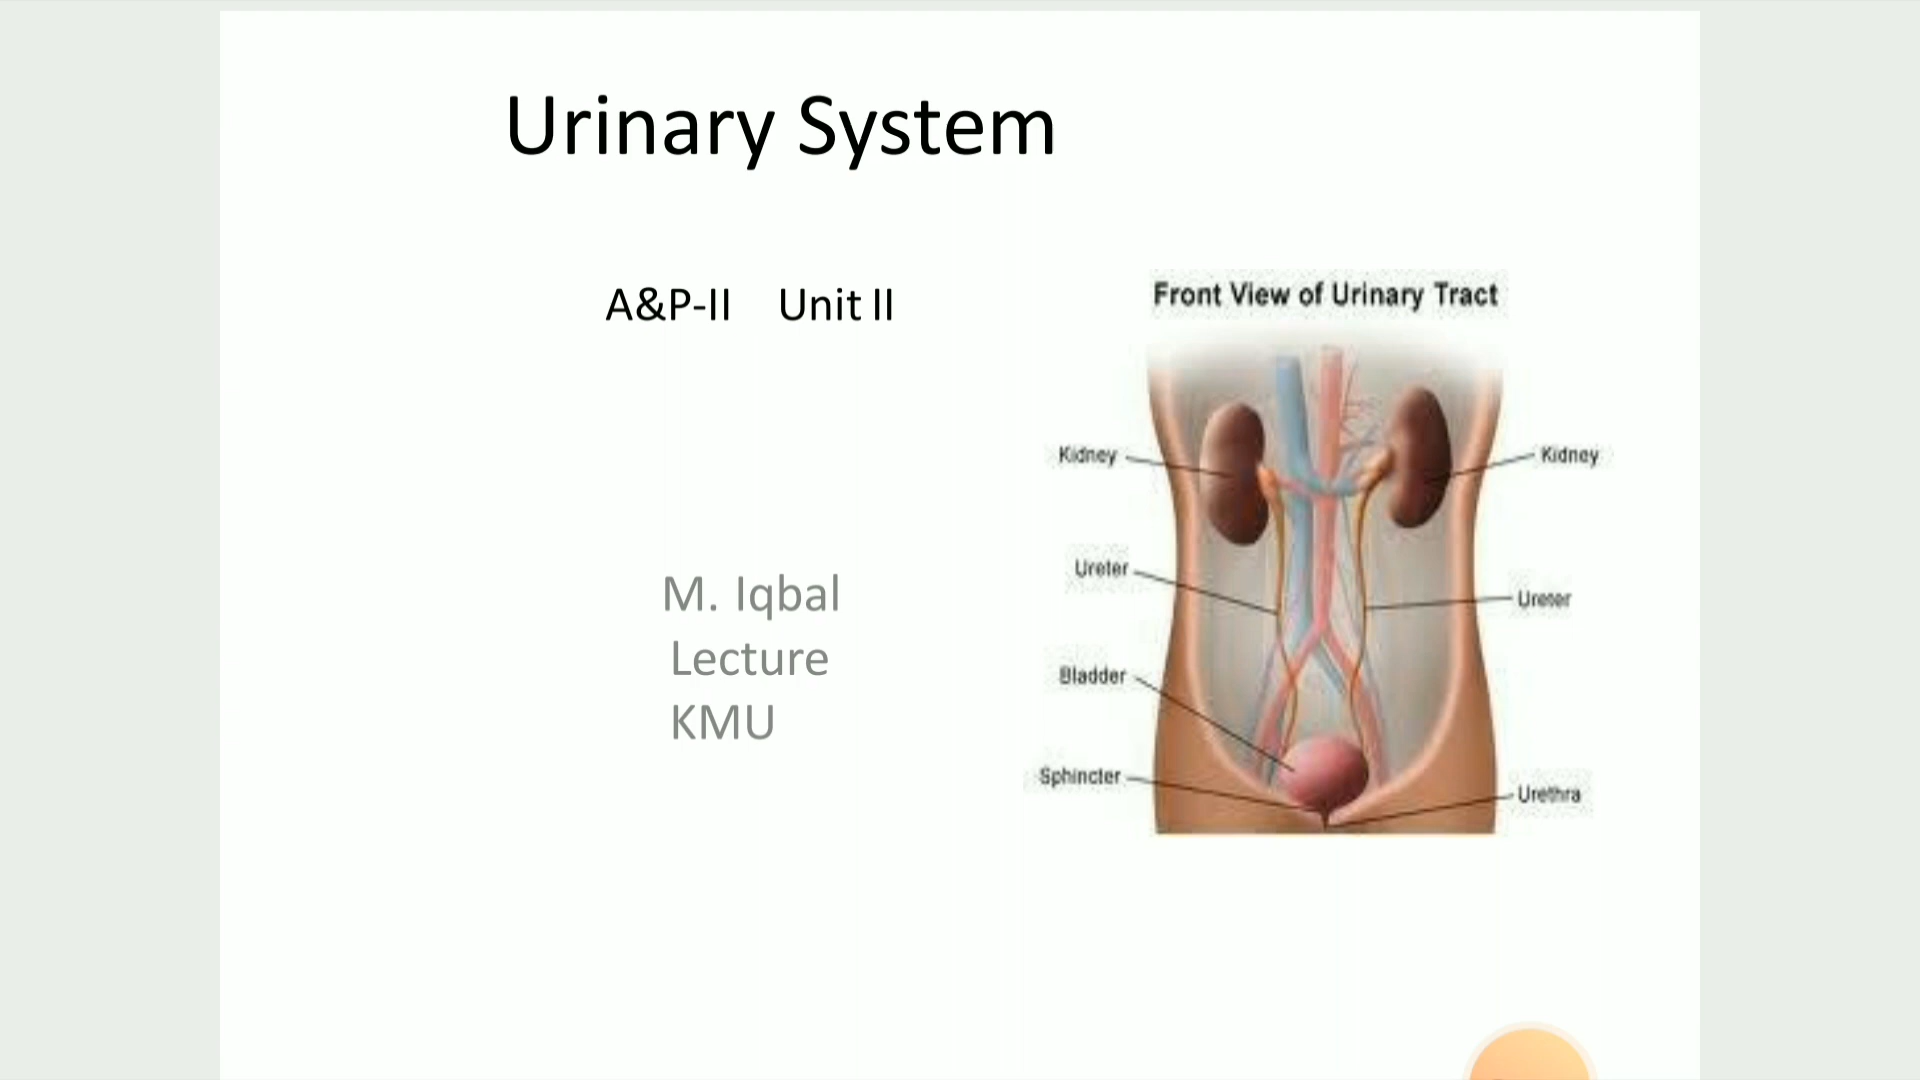 Urinary System
A&P-II Unit II
M. Iqbal
Lecture
KMU
Front View of Urinary Tract
Kidney
Kidney
Ureter
Ureter
Bladder
Sphincter
Urethra